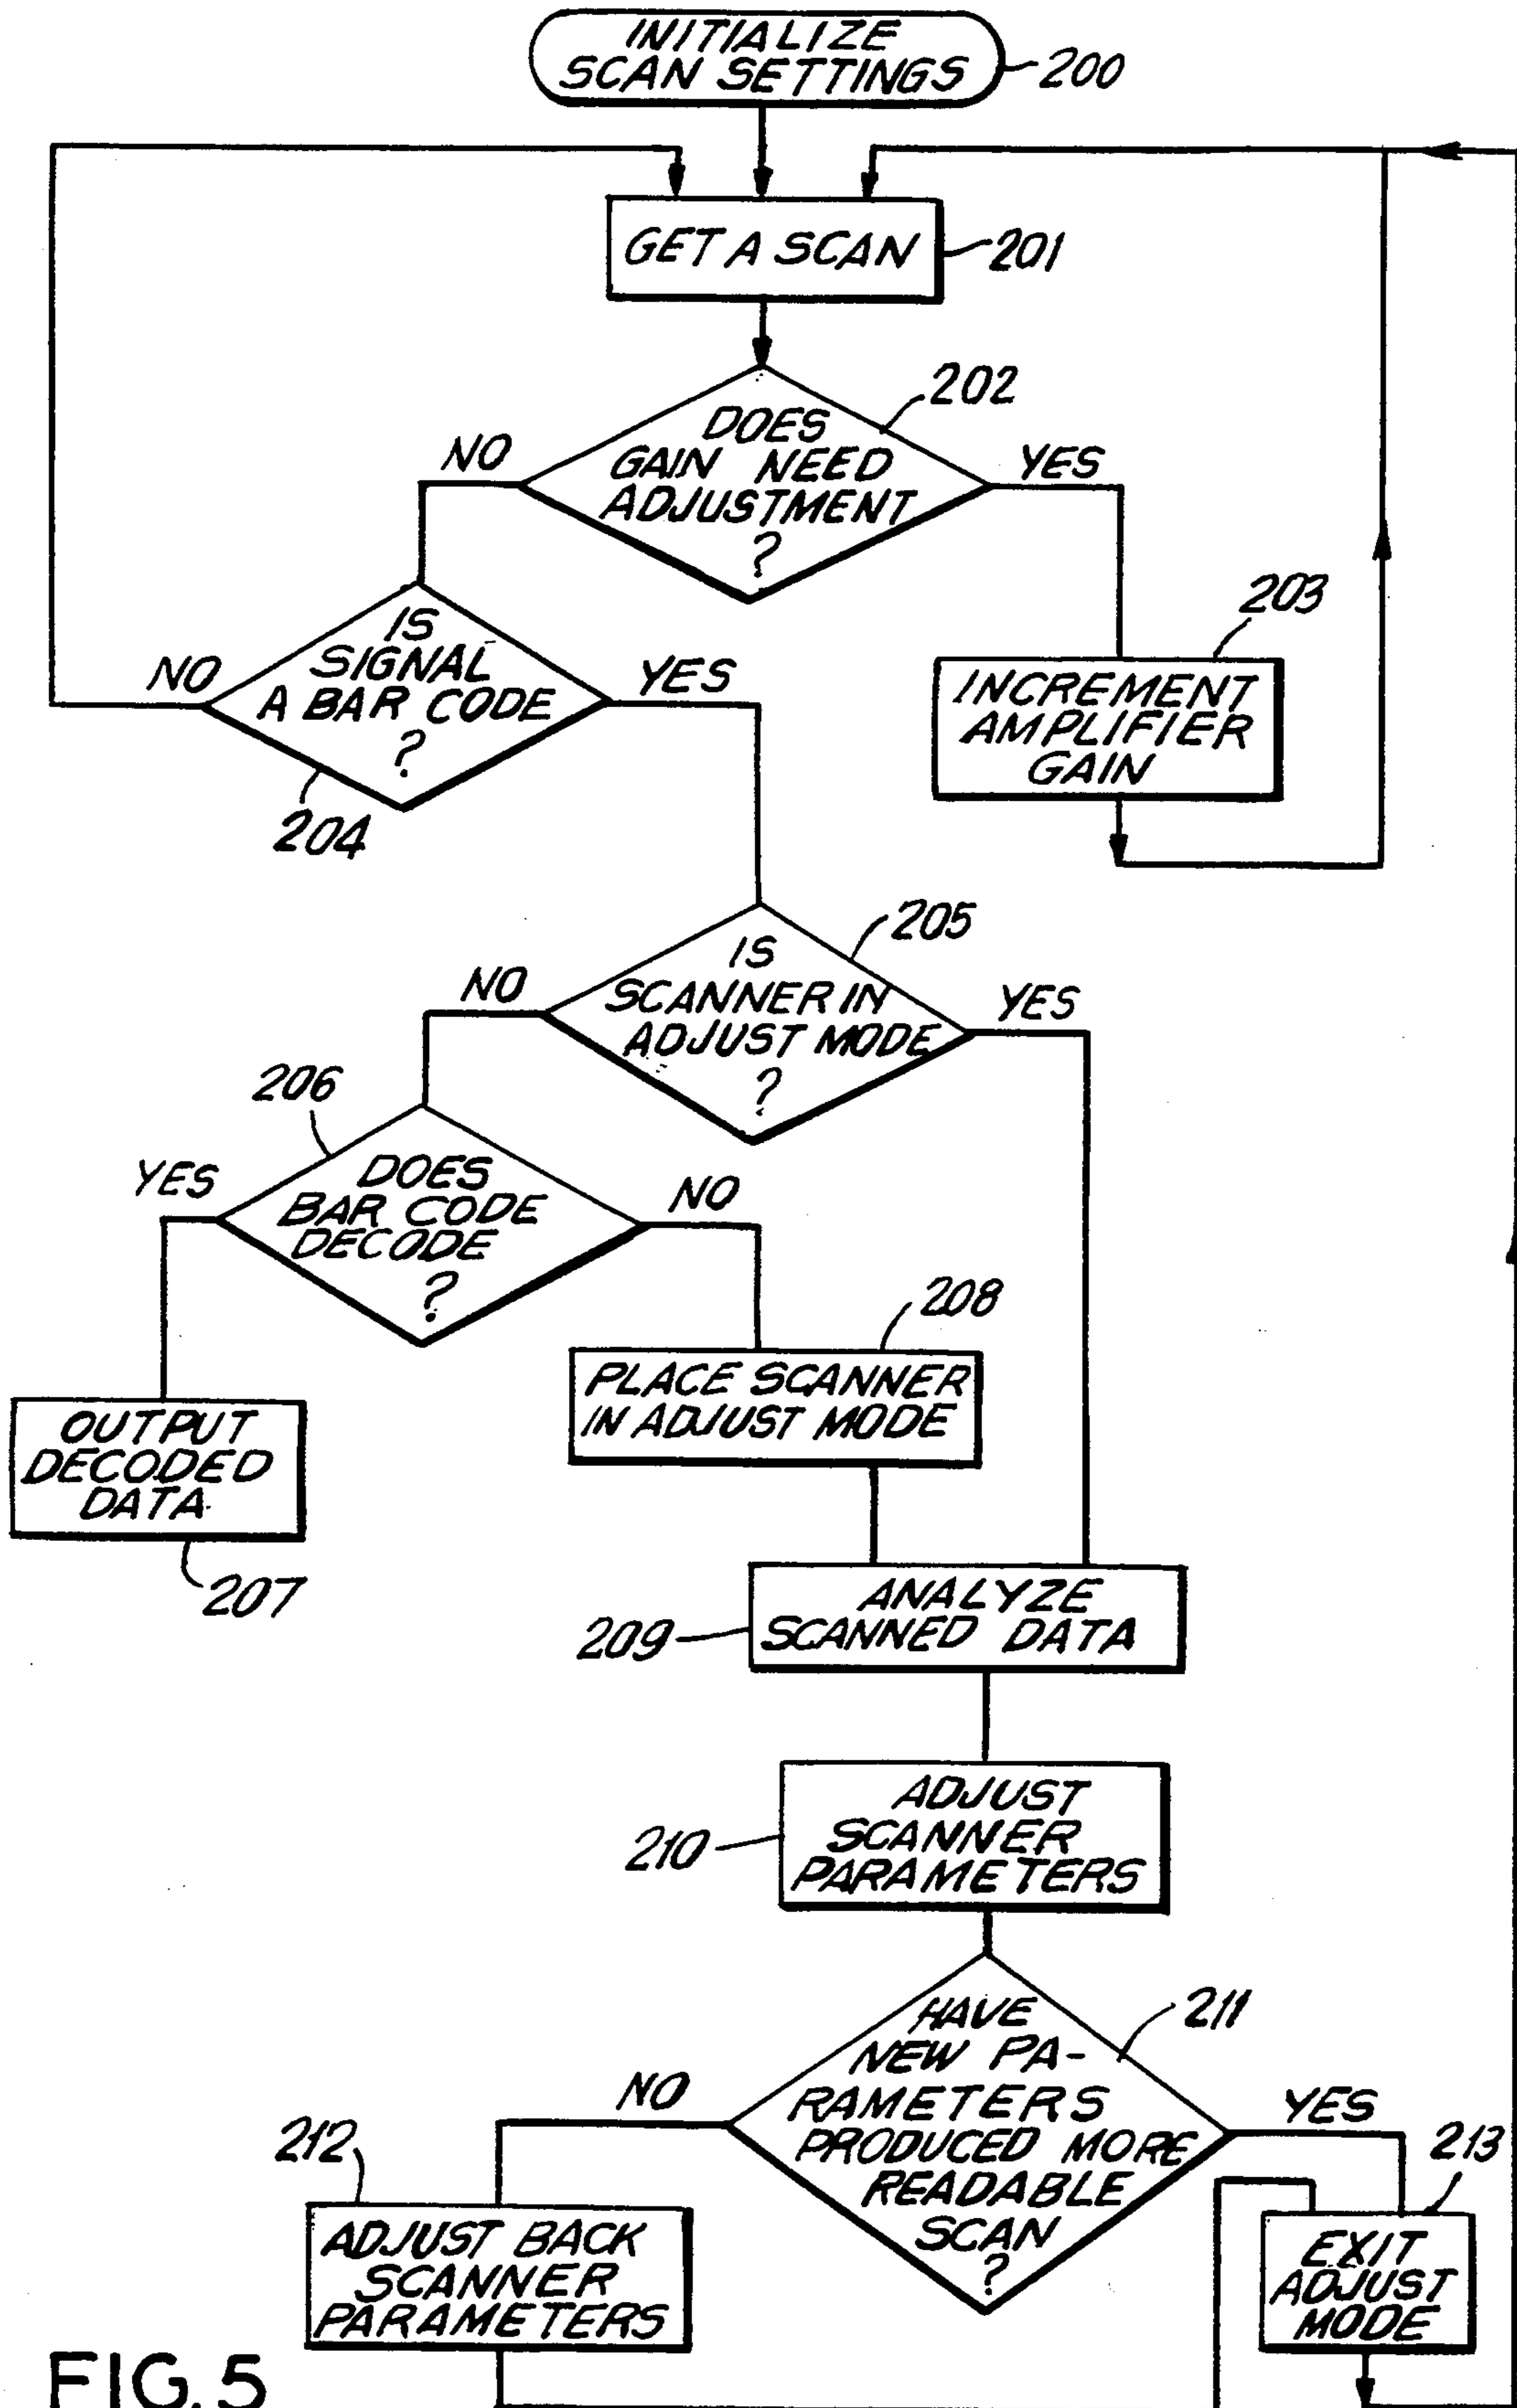 INITIALIZE
SCAN SETTINGS
200
GET A SCAN
201
202
DOES
GAIN NEED
ADJUSTMENT
?
NO
YES
203
INCREMENT
AMPLIFIER
GAIN
IS
SIGNAL
A BAR CODE
?
NO
YES
204
205
IS
SCANNER IN
ADJUST MODE
?
NO
YES
206
DOES
BAR CODE
DECODE
?
YES
NO
208
PLACE SCANNER
IN ADJUST MODE
OUTPUT
DECODED
DATA
207
ANALYZE
SCANNED DATA
209
ADJUST
SCANNER
PARAMETERS
210
211
HAVE
NEW PA-
RAMETERS
PRODUCED MORE
READABLE
SCAN
?
NO
YES
212
213
ADJUST BACK
SCANNER
PARAMETERS
EXIT
ADJUST
MODE
FIG. 5